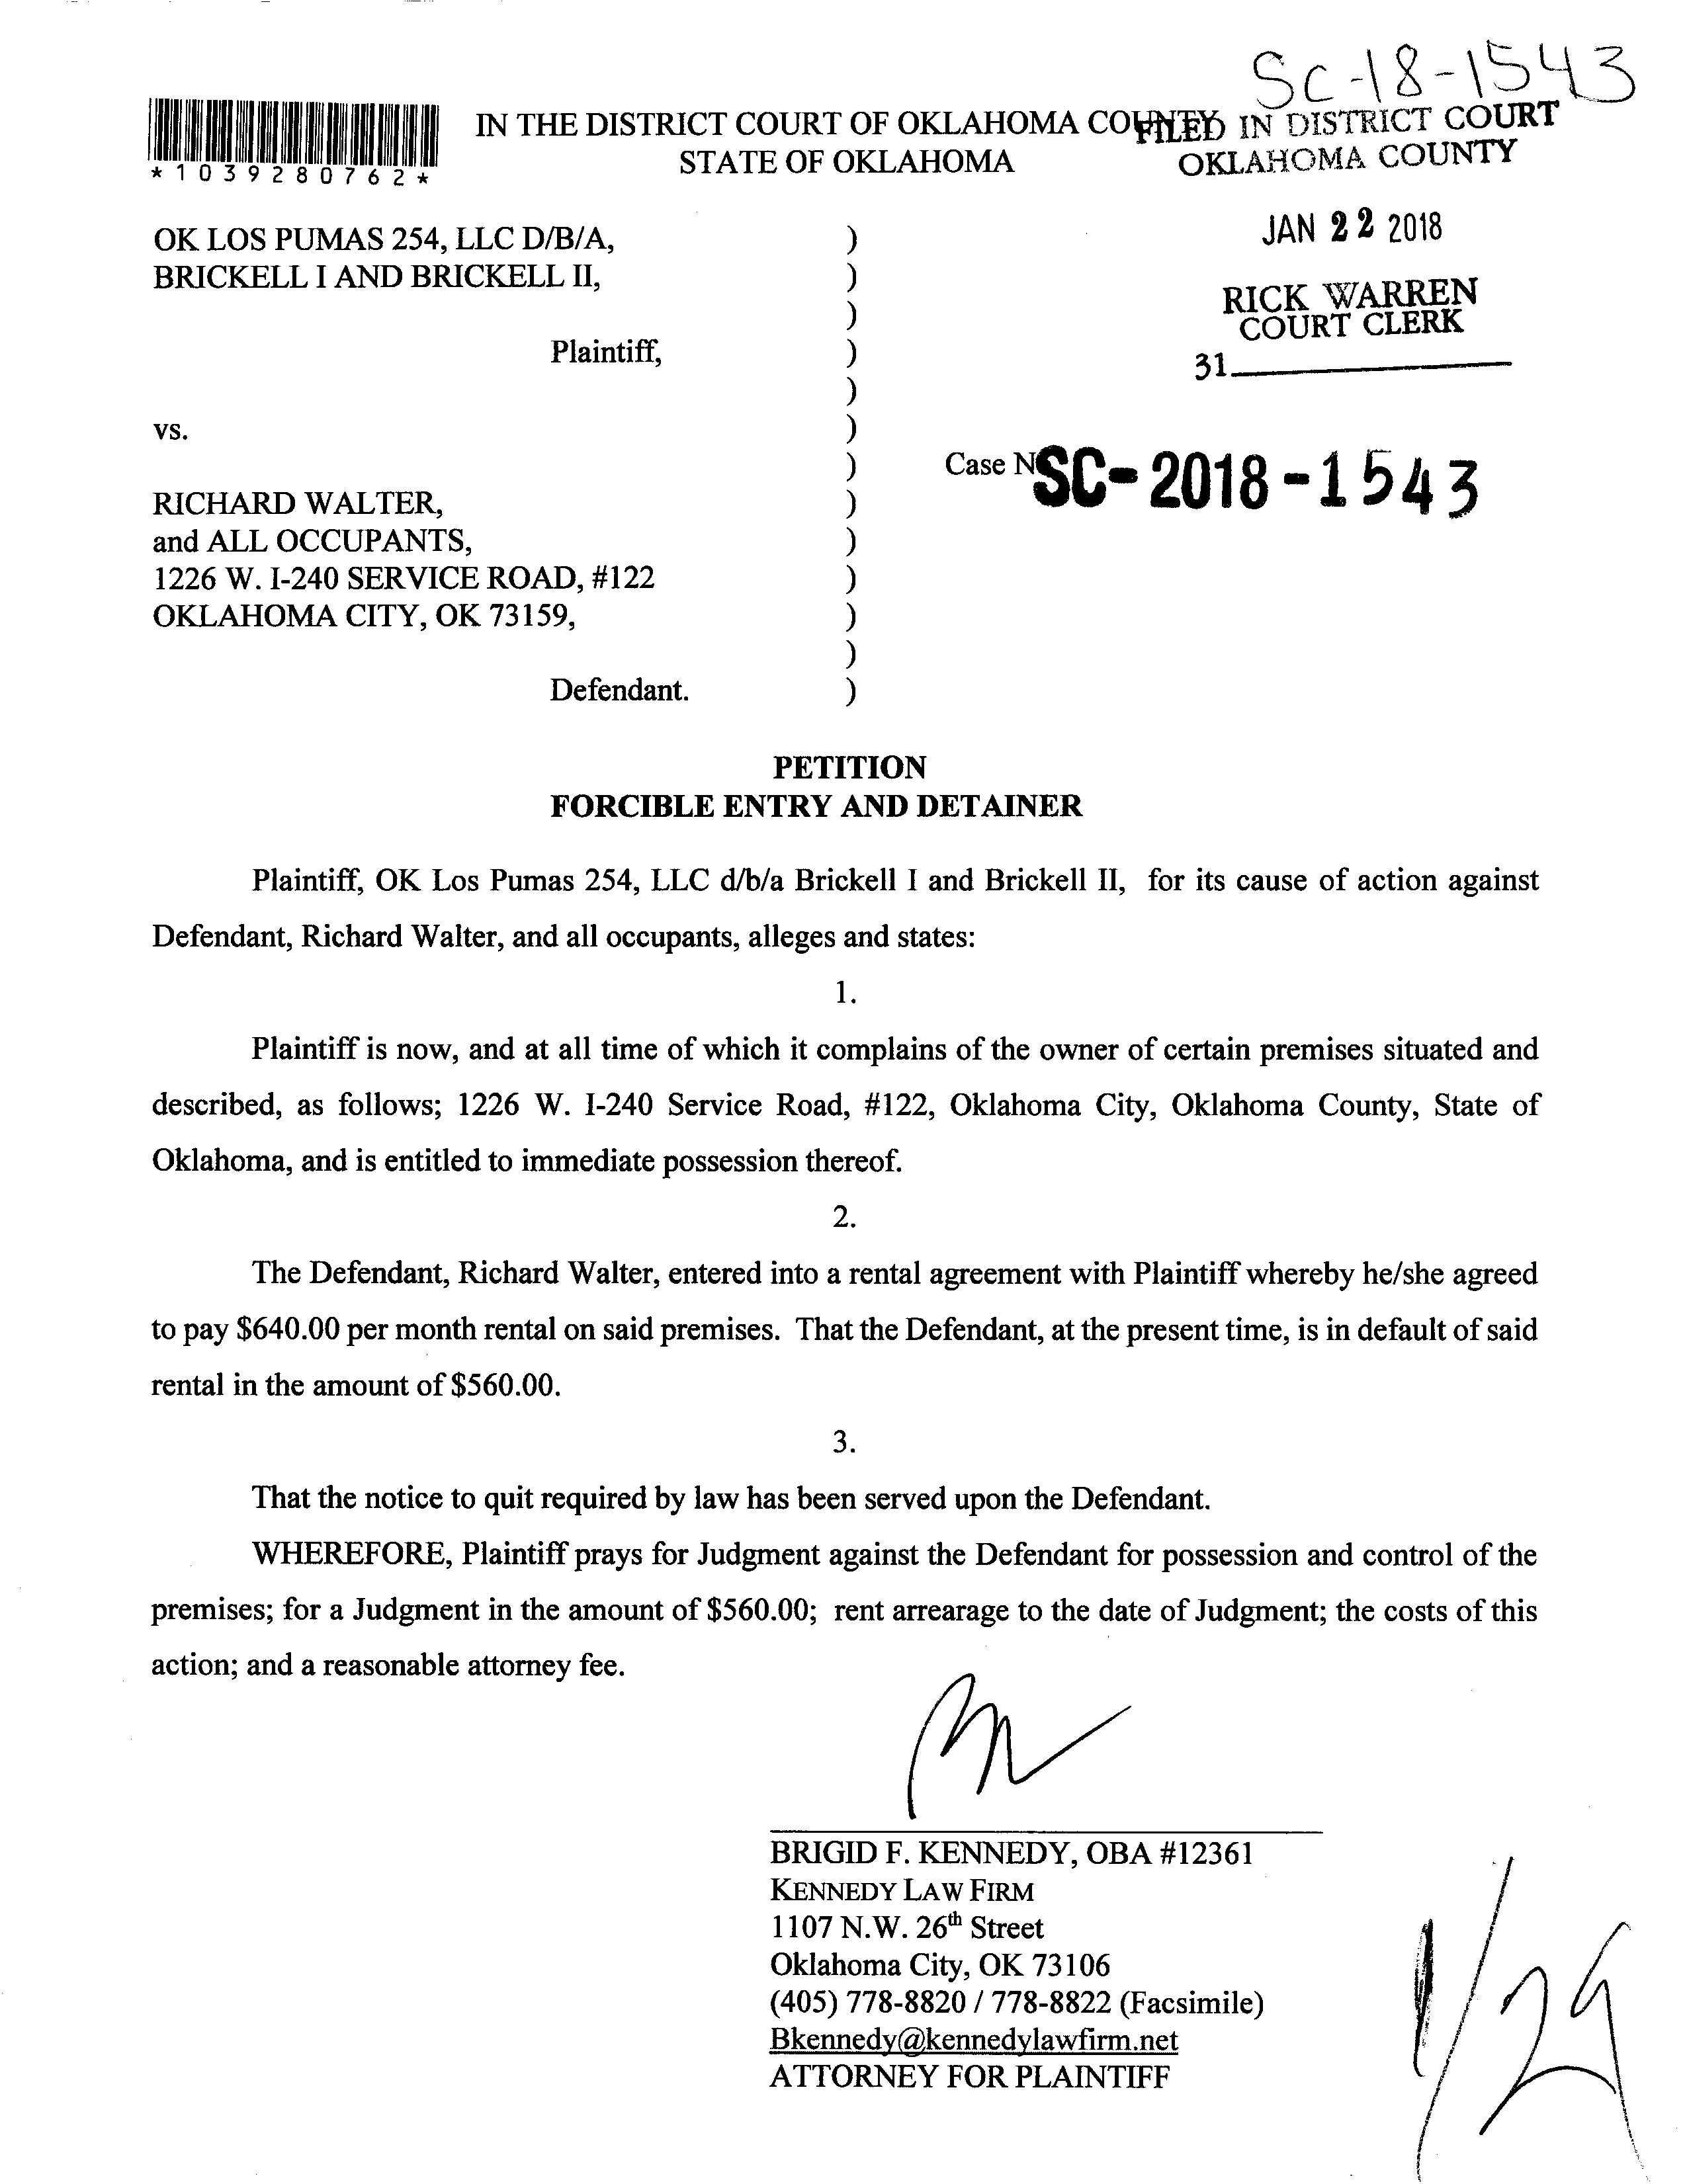 SC-18-1543
*1039280762*
IN THE DISTRICT COURT OF OKLAHOMA COUNTY
STATE OF OKLAHOMA
FILED IN DISTRICT COURT
OKLAHOMA COUNTY
JAN 22 2018
RICK WARREN
COURT CLERK
31
OK LOS PUMAS 254, LLC D/B/A, )
BRICKELL I AND BRICKELL II, )
)
Plaintiff, )
)
vs. )
) Case N SC-2018-1543
RICHARD WALTER, )
and ALL OCCUPANTS, )
1226 W. I-240 SERVICE ROAD, #122 )
OKLAHOMA CITY, OK 73159, )
)
Defendant. )
PETITION
FORCIBLE ENTRY AND DETAINER
Plaintiff, OK Los Pumas 254, LLC d/b/a Brickell I and Brickell II, for its cause of action against
Defendant, Richard Walter, and all occupants, alleges and states:
1.
Plaintiff is now, and at all time of which it complains of the owner of certain premises situated and
described, as follows; 1226 W. I-240 Service Road, #122, Oklahoma City, Oklahoma County, State of
Oklahoma, and is entitled to immediate possession thereof.
2.
The Defendant, Richard Walter, entered into a rental agreement with Plaintiff whereby he/she agreed
to pay $640.00 per month rental on said premises. That the Defendant, at the present time, is in default of said
rental in the amount of $560.00.
3.
That the notice to quit required by law has been served upon the Defendant.
WHEREFORE, Plaintiff prays for Judgment against the Defendant for possession and control of the
premises; for a Judgment in the amount of $560.00; rent arrearage to the date of Judgment; the costs of this
action; and a reasonable attorney fee.
BRIGID F. KENNEDY, OBA #12361
KENNEDY LAW FIRM
1107 N.W. 26th Street
Oklahoma City, OK 73106
(405) 778-8820 / 778-8822 (Facsimile)
Bkennedy@kennedylawfirm.net
ATTORNEY FOR PLAINTIFF
1/29